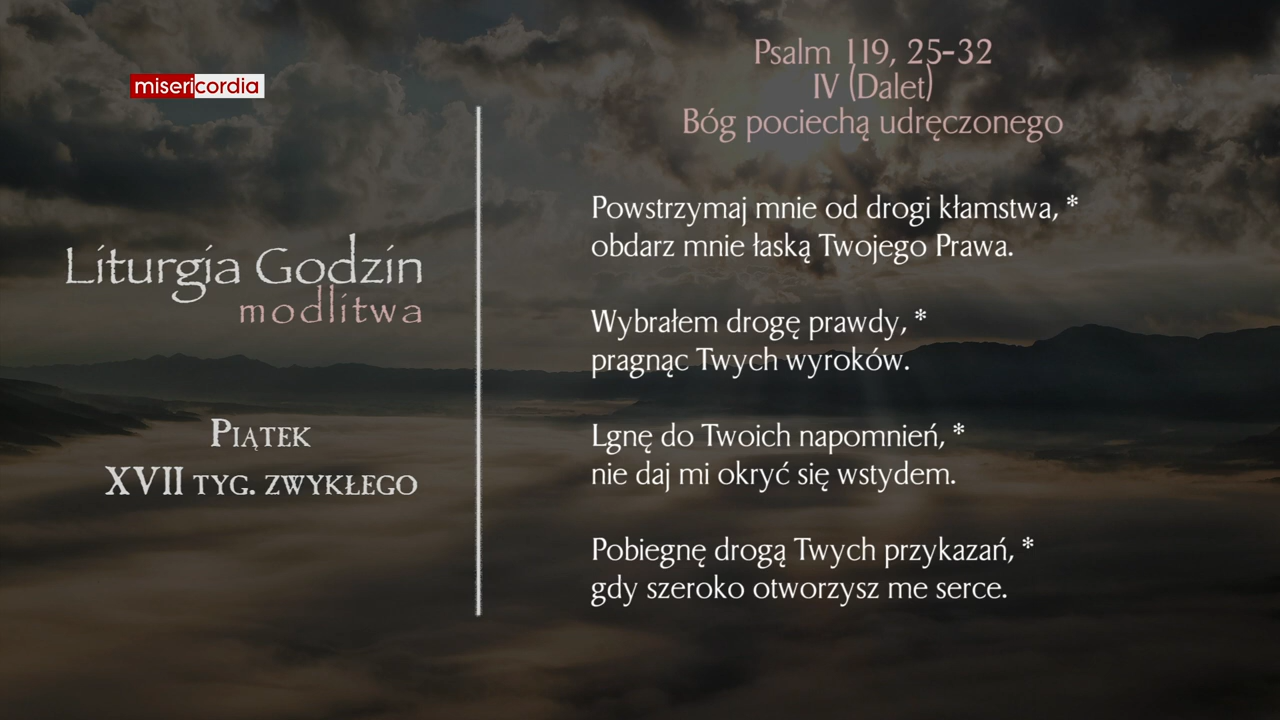 misericordia
Liturgia Godzin
modlitwa
Piątek
XVII tyg. zwykłego
Psalm 119, 25-32
IV (Dalet)
Bóg pociechą udręczonego
Powstrzymaj mnie od drogi kłamstwa, *
obdarz mnie łaską Twojego Prawa.
Wybrałem drogę prawdy, *
pragnąc Twych wyroków.
Lgnę do Twoich napomnień, *
nie daj mi okryć się wstydem.
Pobiegnę drogą Twych przykazań, *
gdy szeroko otworzysz me serce.